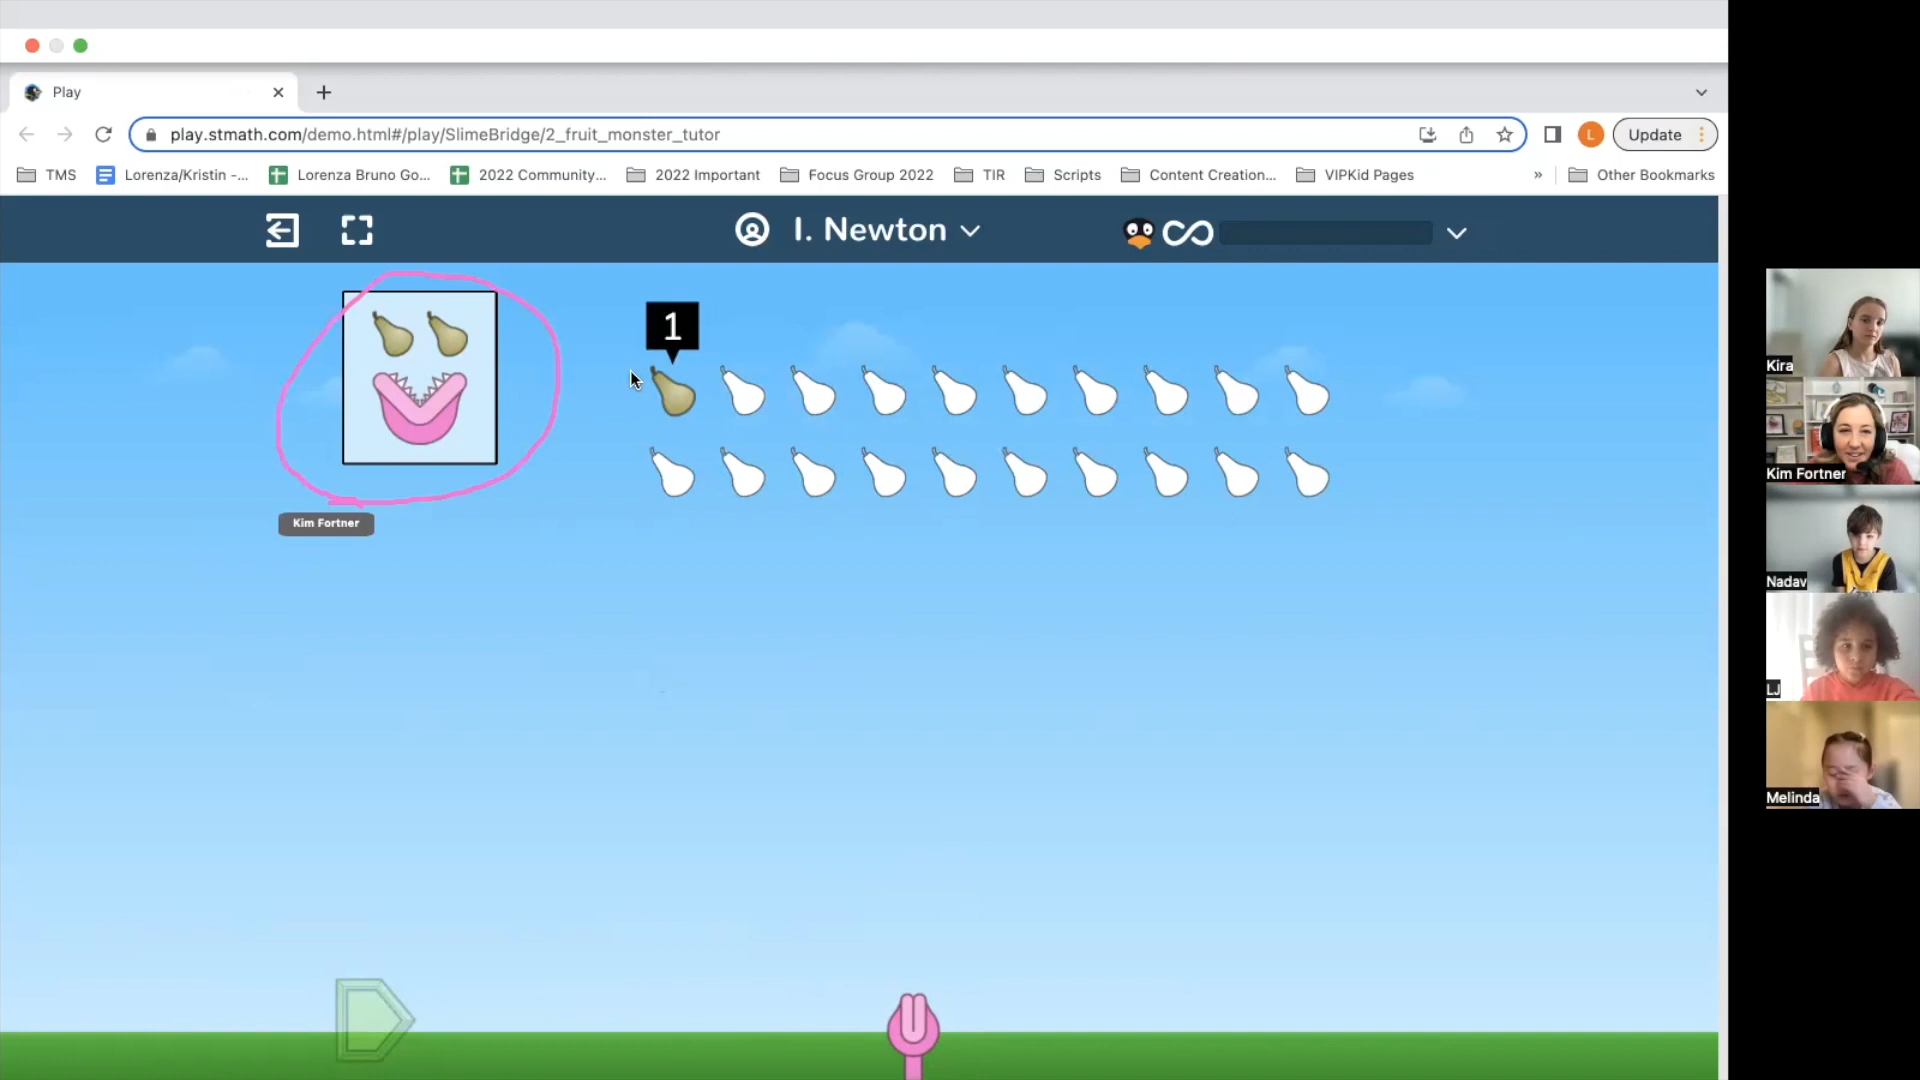 Play
play.stmath.com/demo.html#/play/SlimeBridge/2_fruit_monster_tutor
L
Update
TMS
Lorenza/Kristin -...
Lorenza Bruno Go...
2022 Community...
2022 Important
Focus Group 2022
TIR
Scripts
Content Creation...
VIPKid Pages
»
Other Bookmarks
I. Newton
1
Kim Fortner
Kira
Kim Fortner
Nadav
LJ
Melinda